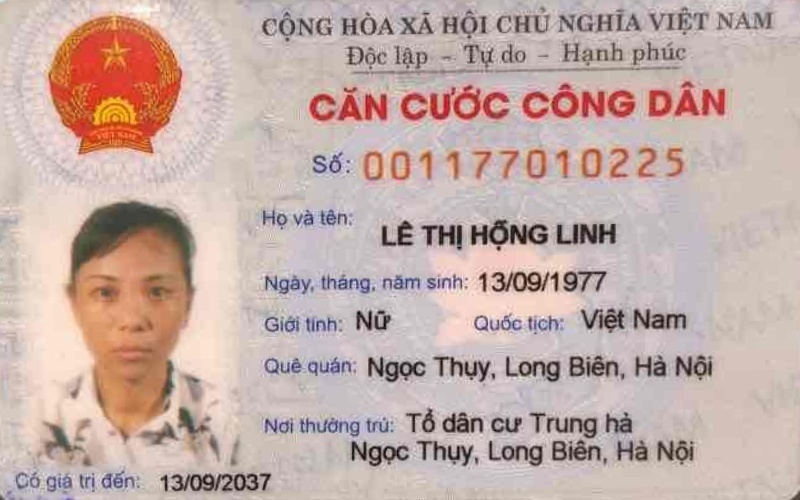 CỘNG HÒA XÃ HỘI CHỦ NGHĨA VIỆT NAM
Độc lập - Tự do - Hạnh phúc
CĂN CƯỚC CÔNG DÂN
Số: 001177010225
Họ và tên: LÊ THỊ HỒNG LINH
Ngày, tháng, năm sinh: 13/09/1977
Giới tính: Nữ Quốc tịch: Việt Nam
Quê quán: Ngọc Thụy, Long Biên, Hà Nội
Nơi thường trú: Tổ dân cư Trung hà
Ngọc Thụy, Long Biên, Hà Nội
Có giá trị đến: 13/09/2037
VIỆT NAM